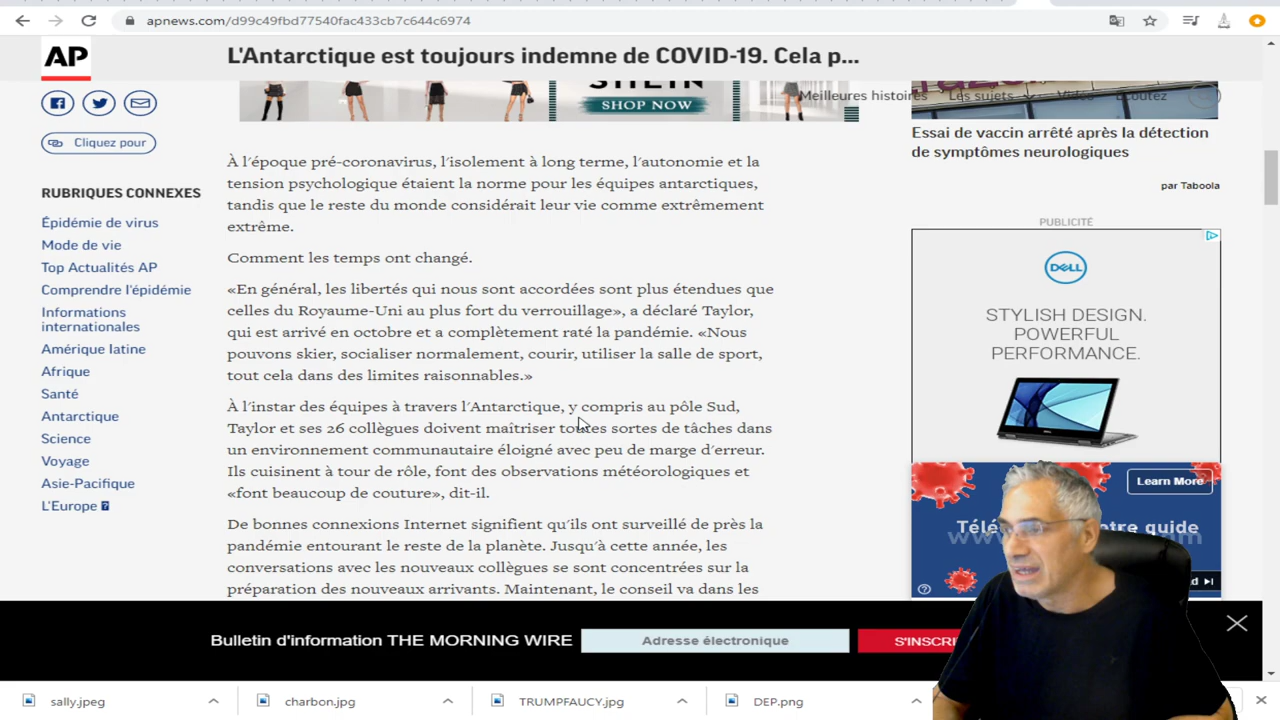 apnews.com/d99c49fbd77540fac433cb7c644c6974
AP
L'Antarctique est toujours indemne de COVID-19. Cela p...
SHEIN
SHOP NOW
Meilleures histoires
Les sujets
Vidéo
Écoutez
Cliquez pour
RUBRIQUES CONNEXES
Épidémie de virus
Mode de vie
Top Actualités AP
Comprendre l'épidémie
Informations
internationales
Amérique latine
Afrique
Santé
Antarctique
Science
Voyage
Asie-Pacifique
L'Europe
À l'époque pré-coronavirus, l'isolement à long terme, l'autonomie et la
tension psychologique étaient la norme pour les équipes antarctiques,
tandis que le reste du monde considérait leur vie comme extrêmement
extrême.
Comment les temps ont changé.
«En général, les libertés qui nous sont accordées sont plus étendues que
celles du Royaume-Uni au plus fort du verrouillage», a déclaré Taylor,
qui est arrivé en octobre et a complètement raté la pandémie. «Nous
pouvons skier, socialiser normalement, courir, utiliser la salle de sport,
tout cela dans des limites raisonnables.»
À l'instar des équipes à travers l'Antarctique, y compris au pôle Sud,
Taylor et ses 26 collègues doivent maîtriser toutes sortes de tâches dans
un environnement communautaire éloigné avec peu de marge d'erreur.
Ils cuisinent à tour de rôle, font des observations météorologiques et
«font beaucoup de couture», dit-il.
De bonnes connexions Internet signifient qu'ils ont surveillé de près la
pandémie entourant le reste de la planète. Jusqu'à cette année, les
conversations avec les nouveaux collègues se sont concentrées sur la
préparation des nouveaux arrivants. Maintenant, le conseil va dans les
Essai de vaccin arrêté après la détection
de symptômes neurologiques
par Taboola
PUBLICITÉ
DELL
STYLISH DESIGN.
POWERFUL
PERFORMANCE.
Learn More
otre guide
Bulletin d'information THE MORNING WIRE
Adresse électronique
S'INSCRI
sally.jpeg
charbon.jpg
TRUMPFAUCY.jpg
DEP.png